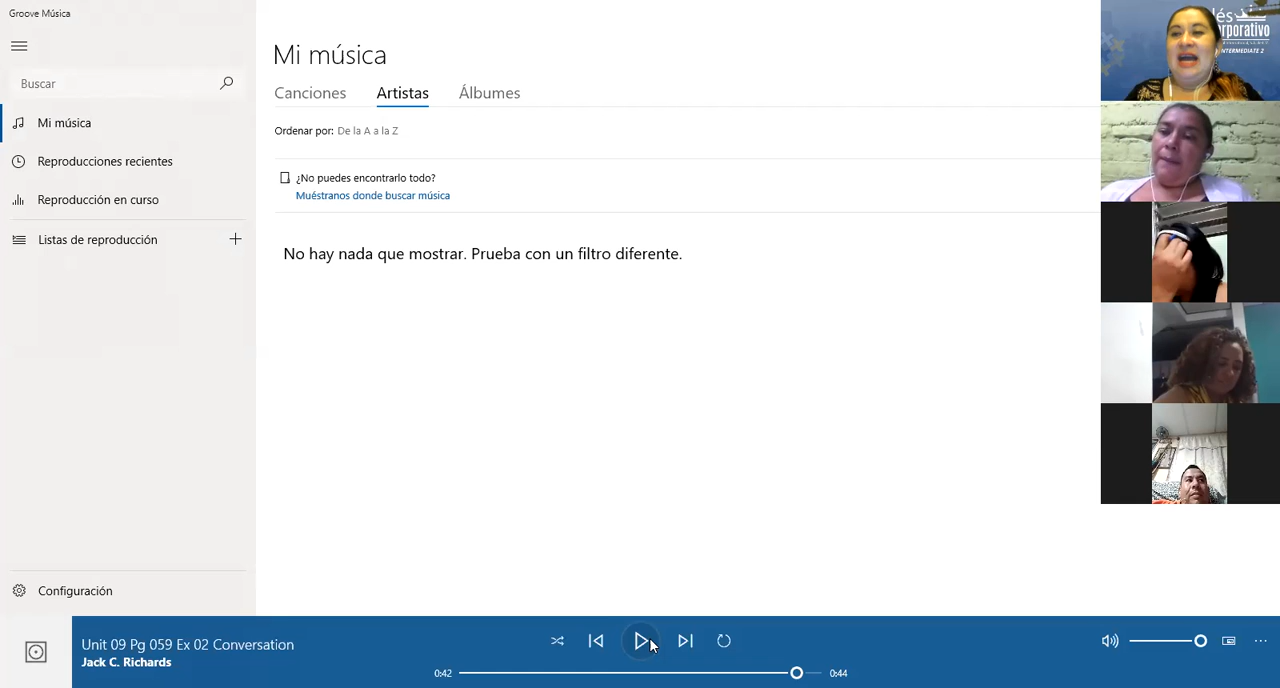 Groove Música
Buscar
Mi música
Reproducciones recientes
Reproducción en curso
Listas de reproducción
Configuración
Mi música
Canciones Artistas Álbumes
Ordenar por: De la A a la Z
¿No puedes encontrarlo todo?
Muéstranos donde buscar música
No hay nada que mostrar. Prueba con un filtro diferente.
Unit 09 Pg 059 Ex 02 Conversation
Jack C. Richards
0:42
0:44
lés
orporativo
INTERMEDIATE 2